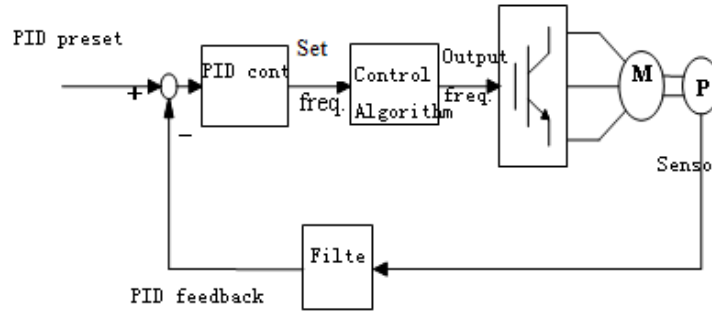 PID preset
+
−
PID cont
Set
freq.
Control
Algorithm
Output
freq.
M
P
Senso
Filte
PID feedback